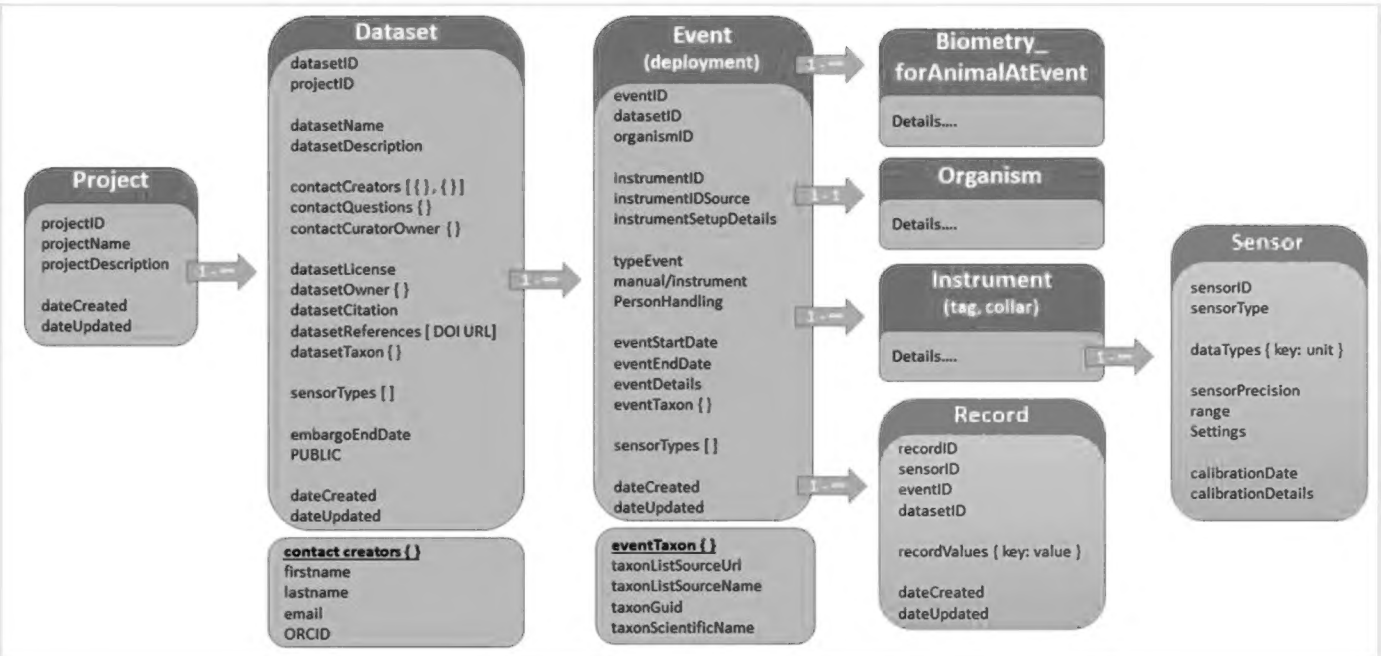 Project
projectID
projectName
projectDescription
dateCreated
dateUpdated
1 - ∞
Dataset
datasetID
projectID
datasetName
datasetDescription
contactCreators [ { } , { } ]
contactQuestions { }
contactCuratorOwner { }
datasetLicense
datasetOwner { }
datasetCitation
datasetReferences [ DOI URL]
datasetTaxon { }
sensorTypes [ ]
embargoEndDate
PUBLIC
dateCreated
dateUpdated
contact creators { }
firstname
lastname
email
ORCID
1 - ∞
Event
(deployment)
eventID
datasetID
organismID
instrumentID
instrumentIDSource
instrumentSetupDetails
typeEvent
manual/instrument
PersonHandling
eventStartDate
eventEndDate
eventDetails
eventTaxon { }
sensorTypes [ ]
dateCreated
dateUpdated
eventTaxon { }
taxonListSourceUrl
taxonListSourceName
taxonGuid
taxonScientificName
1 - ∞
Biometry_
forAnimalAtEvent
Details....
1 - 1
Organism
Details....
1 - ∞
Instrument
(tag, collar)
Details....
1 - ∞
Record
recordID
sensorID
eventID
datasetID
recordValues { key: value }
dateCreated
dateUpdated
1 - ∞
Sensor
sensorID
sensorType
dataTypes { key: unit }
sensorPrecision
range
Settings
calibrationDate
calibrationDetails